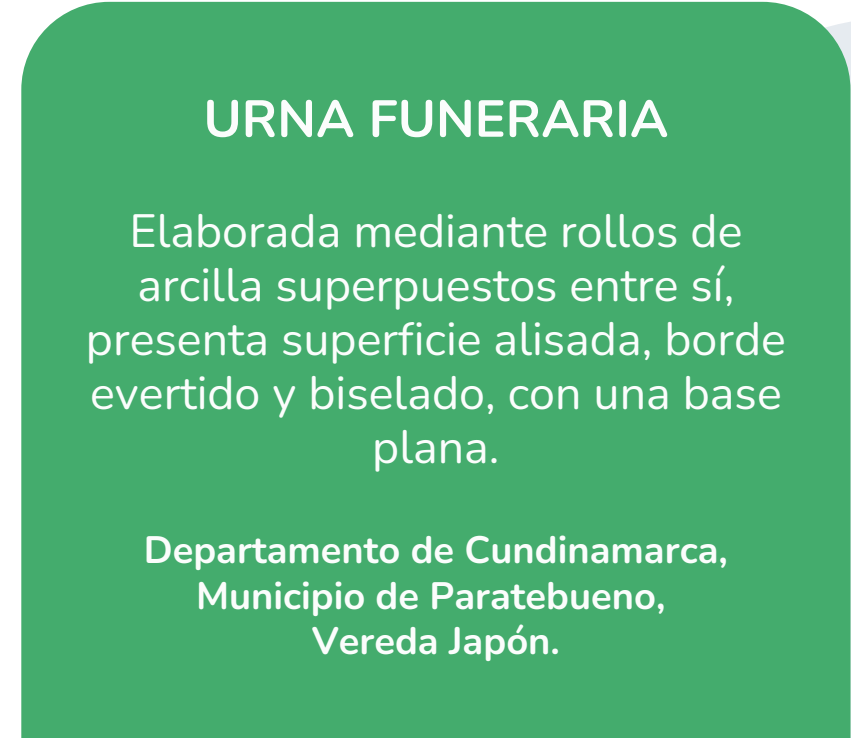 URNA FUNERARIA
Elaborada mediante rollos de
arcilla superpuestos entre sí,
presenta superficie alisada, borde
evertido y biselado, con una base
plana.
Departamento de Cundinamarca,
Municipio de Paratebueno,
Vereda Japón.